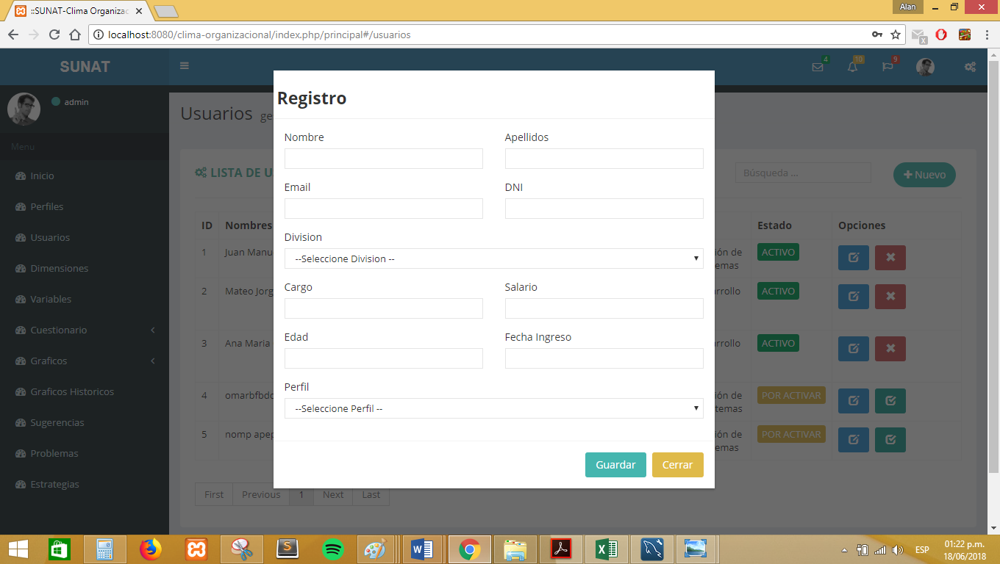 ::SUNAT-Clima Organizac
Alan
localhost:8080/clima-organizacional/index.php/principal#/usuarios
SUNAT
4
10
9
admin
Menu
Inicio
Perfiles
Usuarios
Dimensiones
Variables
Cuestionario
Graficos
Graficos Historicos
Sugerencias
Problemas
Estrategias
Usuarios ge
LISTA DE U
Búsqueda ...
Nuevo
ID Nombres Estado Opciones
1 Juan Manu ión de temas ACTIVO
2 Mateo Jorg arrollo ACTIVO
3 Ana Maria arrollo ACTIVO
4 omarbfbdd ión de temas POR ACTIVAR
5 nomp apep ión de temas POR ACTIVAR
First Previous 1 Next Last
Registro
Nombre Apellidos
Email DNI
Division
--Seleccione Division --
Cargo Salario
Edad Fecha Ingreso
Perfil
--Seleccione Perfil --
Guardar Cerrar
ESP
01:22 p.m.
18/06/2018